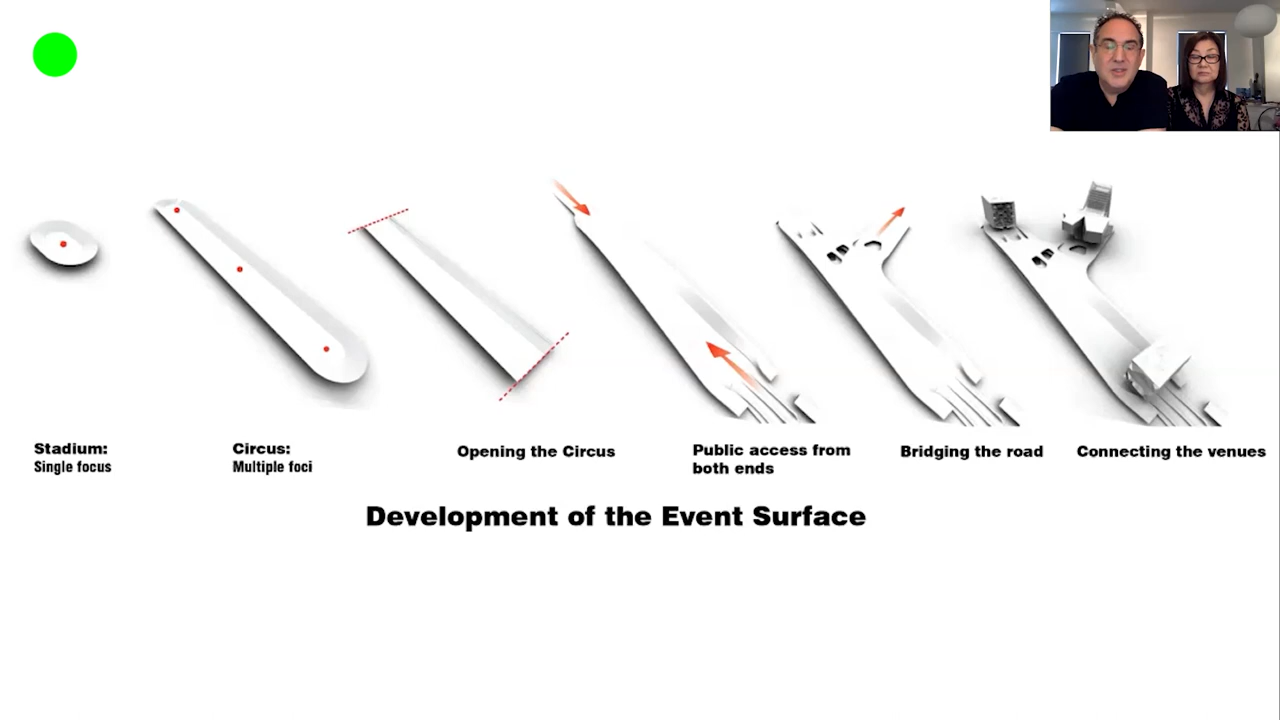 Stadium:
Single focus
Circus:
Multiple foci
Opening the Circus
Public access from
both ends
Bridging the road
Connecting the venues
Development of the Event Surface